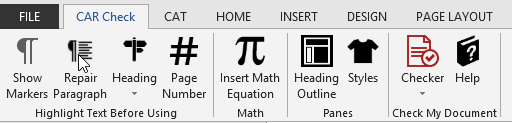 FILE CAR Check CAT HOME INSERT DESIGN PAGE LAYOUT
Show Repair Heading Page Insert Math Heading Styles Checker Help
Markers Paragraph Number Equation Outline
Highlight Text Before Using Math Panes Check My Document